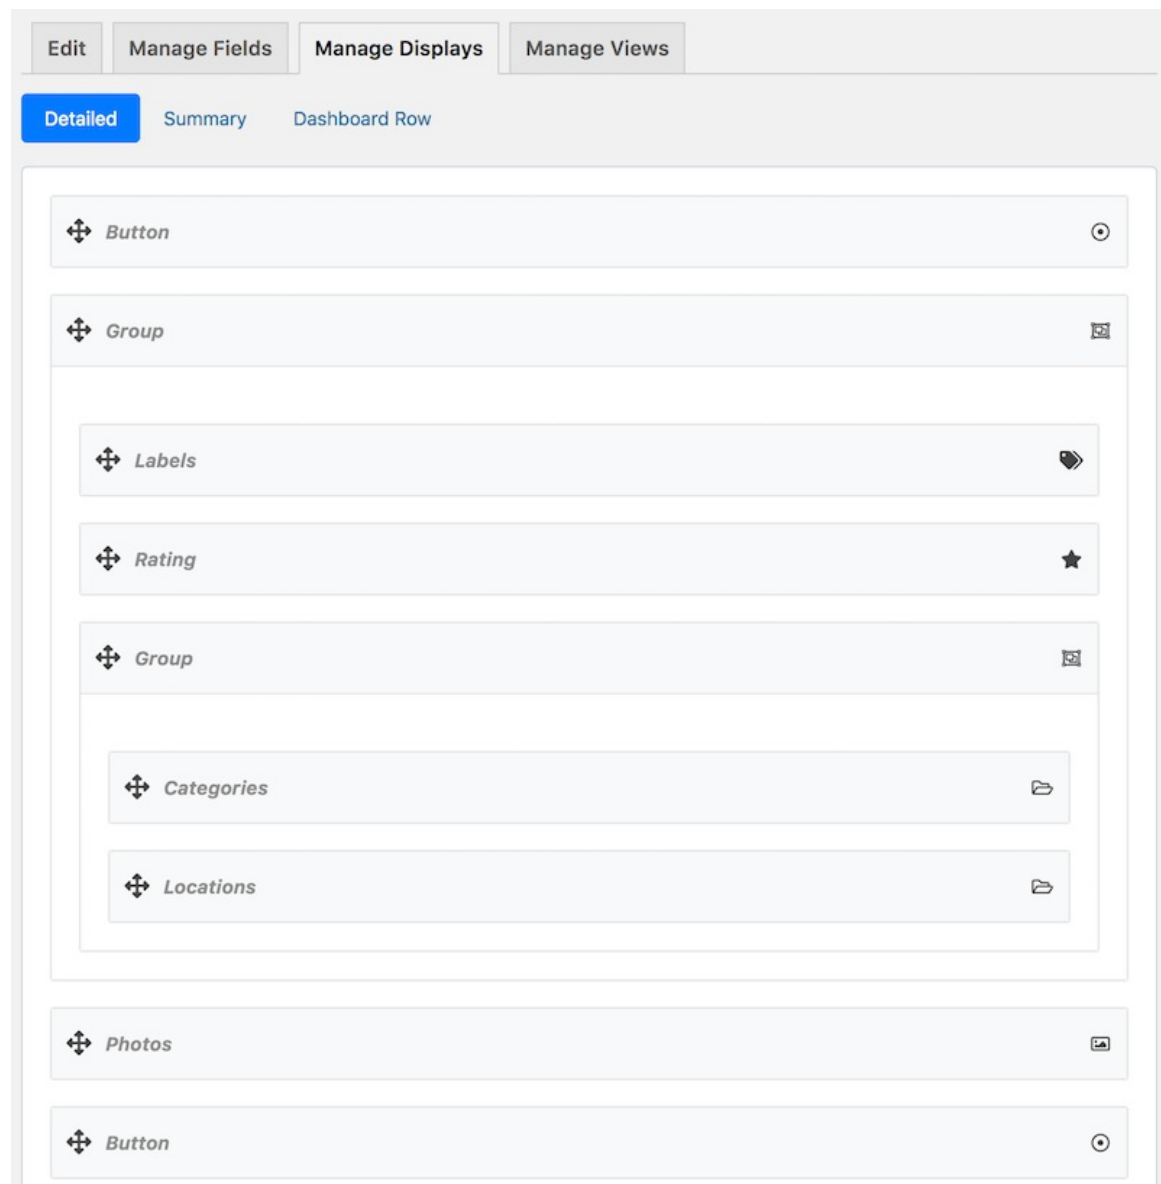 Edit Manage Fields Manage Displays Manage Views
Detailed Summary Dashboard Row
Button
Group
Labels
Rating
Group
Categories
Locations
Photos
Button